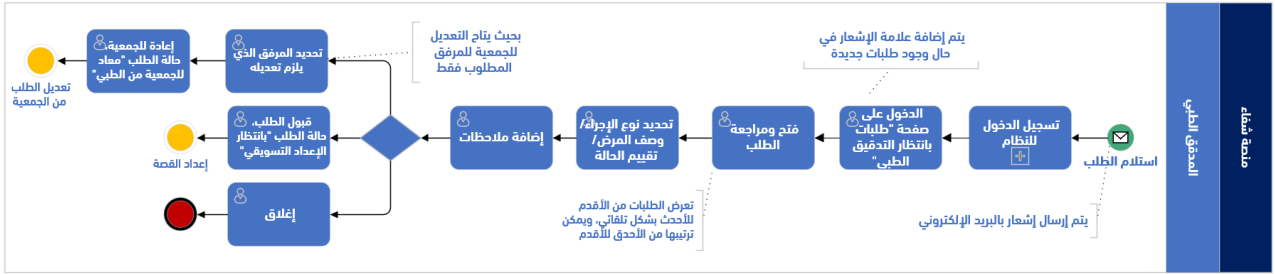 منصة شفاء
المدقق الطبي
استلام الطلب
يتم إرسال إشعار بالبريد الإلكتروني
تسجيل الدخول
للنظام
الدخول على
صفحة "طلبات
بانتظار التدقيق
الطبي"
يتم إضافة علامة الإشعار في
حال وجود طلبات جديدة
فتح ومراجعة
الطلب
تعرض الطلبات من الأقدم
للأحدث بشكل تلقائي، ويمكن
ترتيبها من الأحدق للأقدم
تحديد نوع الإجراء/
وصف المرض/
تقييم الحالة
إضافة ملاحظات
بحيث يتاح التعديل
للجمعية للمرفق
المطلوب فقط
تحديد المرفق الذي
يلزم تعديله
إعادة للجمعية،
حالة الطلب "معاد
للجمعية من الطبي"
تعديل الطلب
من الجمعية
قبول الطلب،
حالة الطلب "بانتظار
الإعداد التسويقي"
إعداد القصة
إغلاق